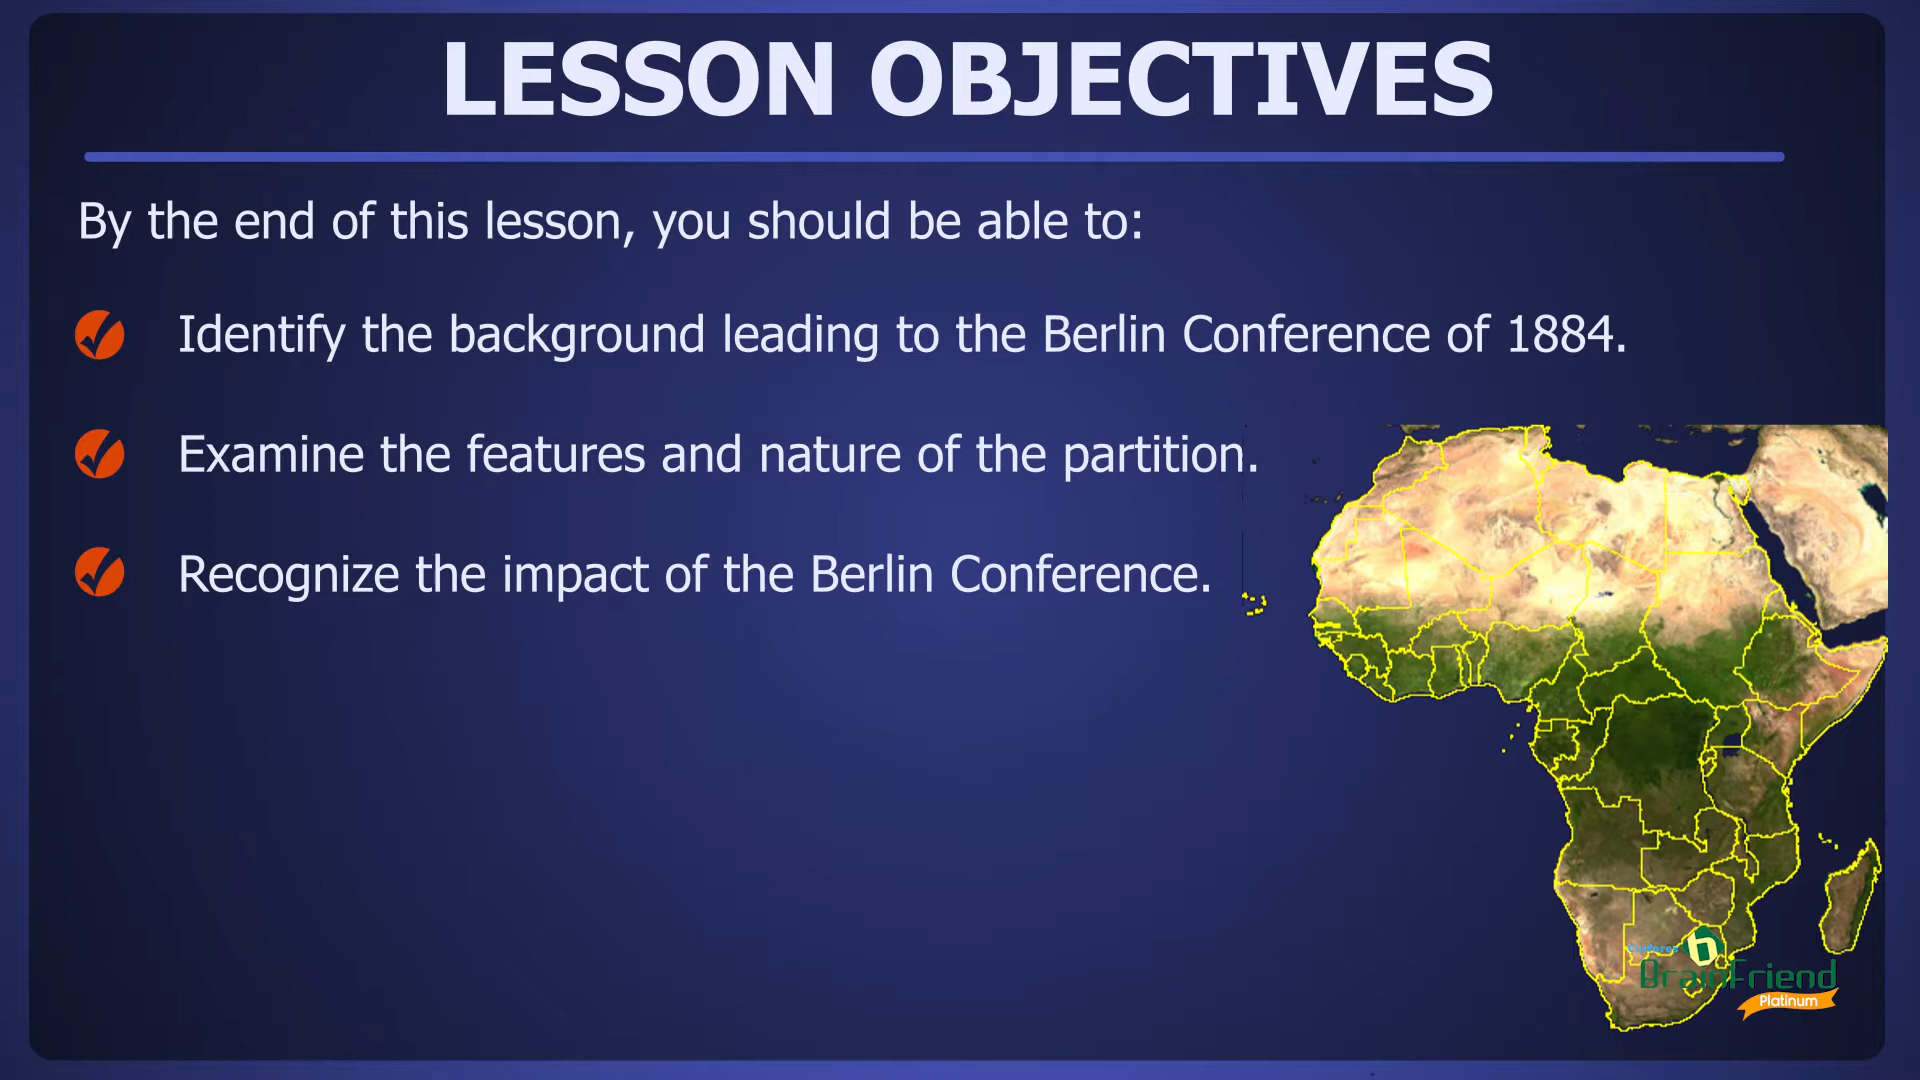 LESSON OBJECTIVES
By the end of this lesson, you should be able to:
Identify the background leading to the Berlin Conference of 1884.
Examine the features and nature of the partition.
Recognize the impact of the Berlin Conference.
BrainFriend
Platinum